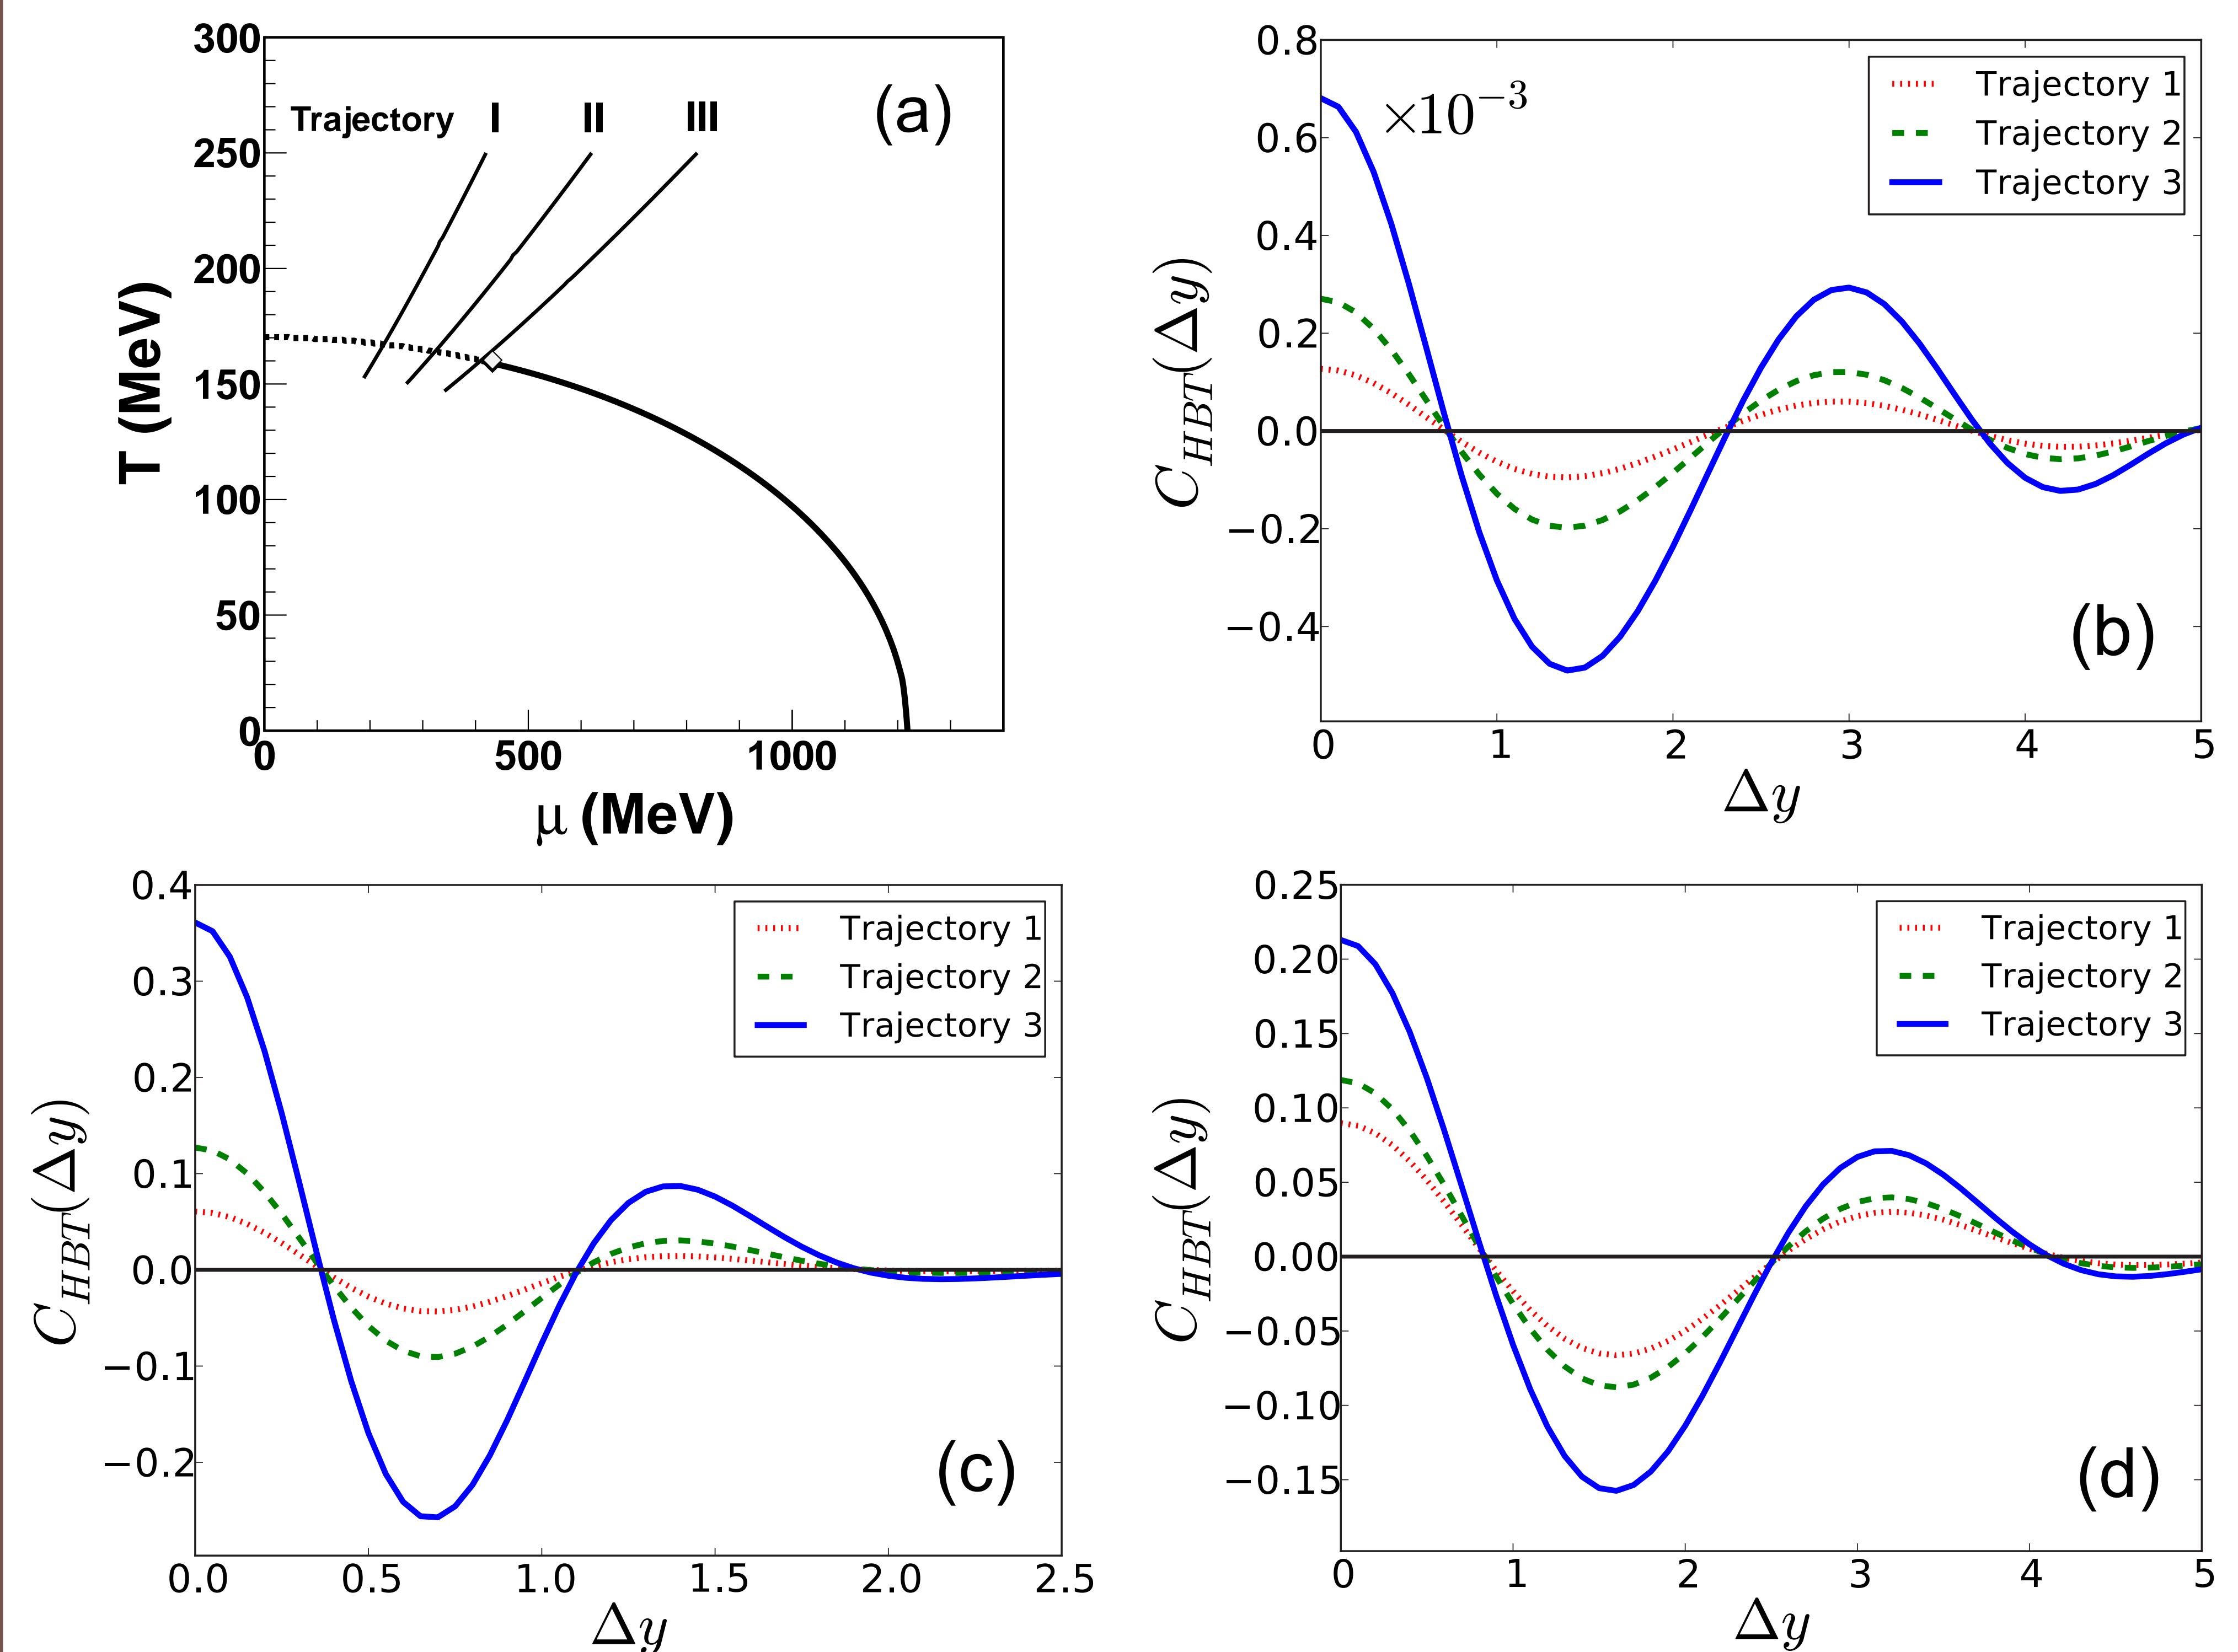 300
250
200
150
100
50
0
T (MeV)
Trajectory I II III
(a)
0 500 1000
μ (MeV)
0.8
0.6
0.4
0.2
0.0
−0.2
−0.4
C_HBT(Δy)
×10⁻³
Trajectory 1
Trajectory 2
Trajectory 3
(b)
0 1 2 3 4 5
Δy
0.4
0.3
0.2
0.1
0.0
−0.1
−0.2
C_HBT(Δy)
Trajectory 1
Trajectory 2
Trajectory 3
(c)
0.0 0.5 1.0 1.5 2.0 2.5
Δy
0.25
0.20
0.15
0.10
0.05
0.00
−0.05
−0.10
−0.15
C_HBT(Δy)
Trajectory 1
Trajectory 2
Trajectory 3
(d)
0 1 2 3 4 5
Δy